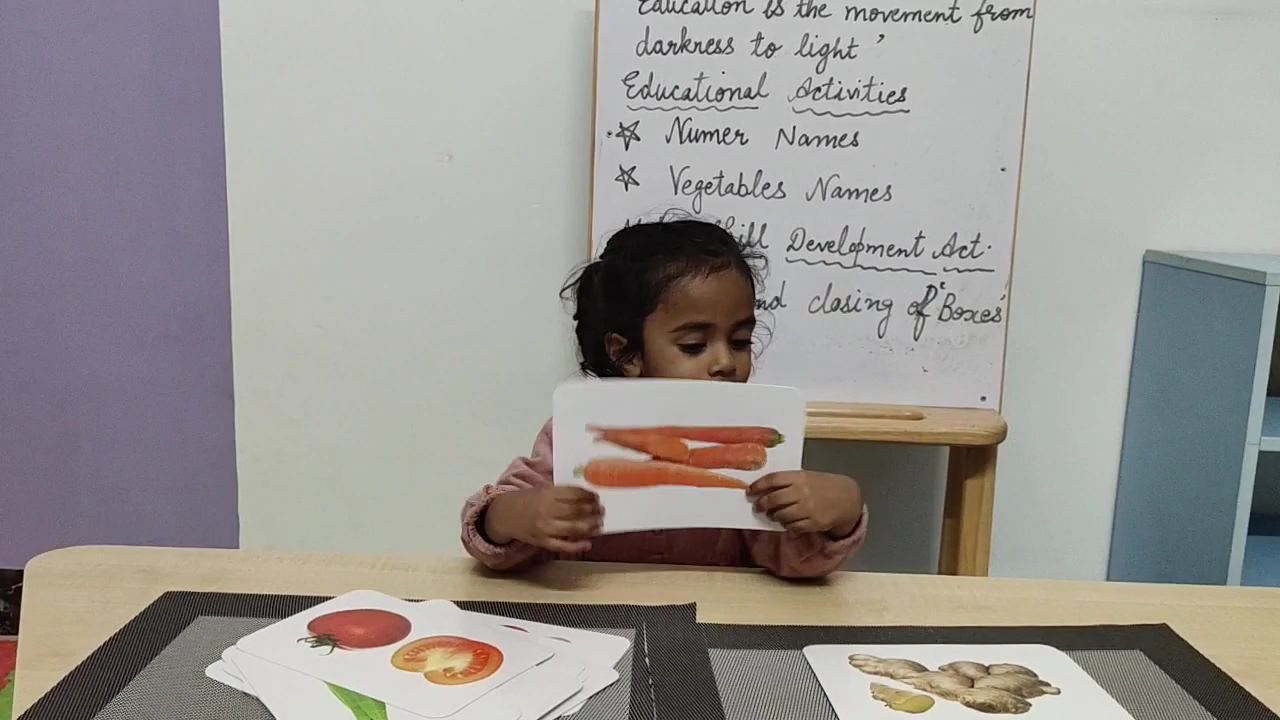 Education is the movement from
darkness to light’
Educational Activities
Numer Names
Vegetables Names
Skill Development Act.
closing of 'Boxes'